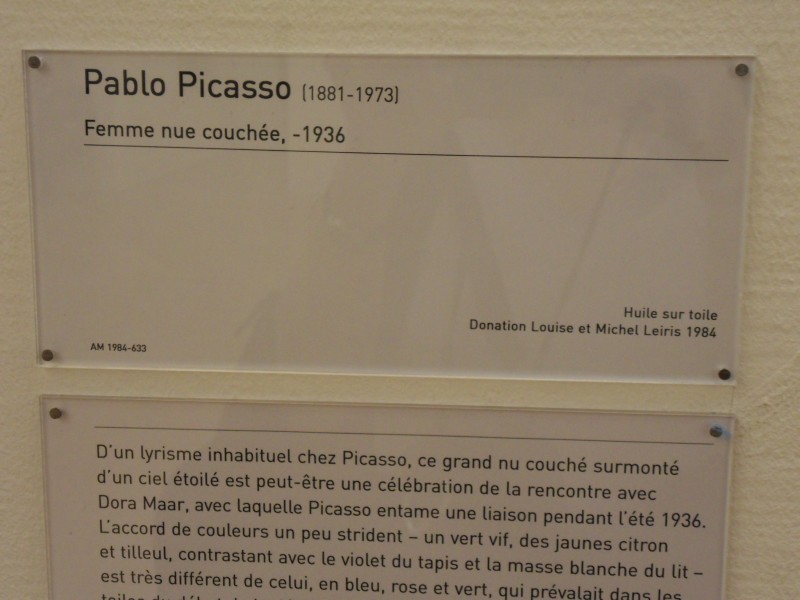 Pablo Picasso (1881-1973)
Femme nue couchée, -1936
Huile sur toile
Donation Louise et Michel Leiris 1984
AM 1984-633
D'un lyrisme inhabituel chez Picasso, ce grand nu couché surmonté
d'un ciel étoilé est peut-être une célébration de la rencontre avec
Dora Maar, avec laquelle Picasso entame une liaison pendant l'été 1936.
L'accord de couleurs un peu strident – un vert vif, des jaunes citron
et tilleul, contrastant avec le violet du tapis et la masse blanche du lit –
est très différent de celui, en bleu, rose et vert, qui prévalait dans les